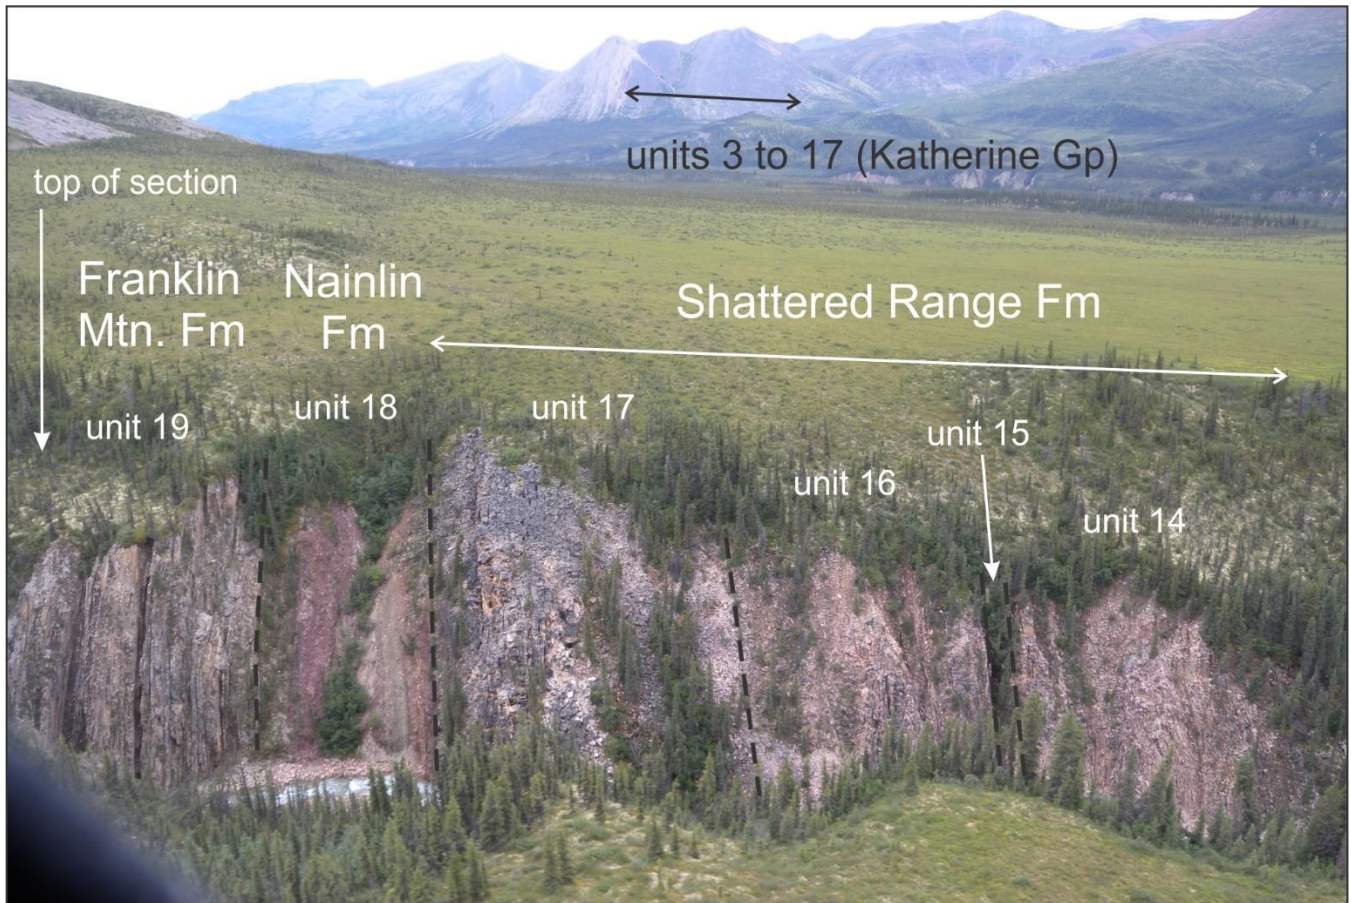 units 3 to 17 (Katherine Gp)
top of section
Franklin
Mtn. Fm
Nainlin
Fm
Shattered Range Fm
unit 19
unit 18
unit 17
unit 15
unit 16
unit 14